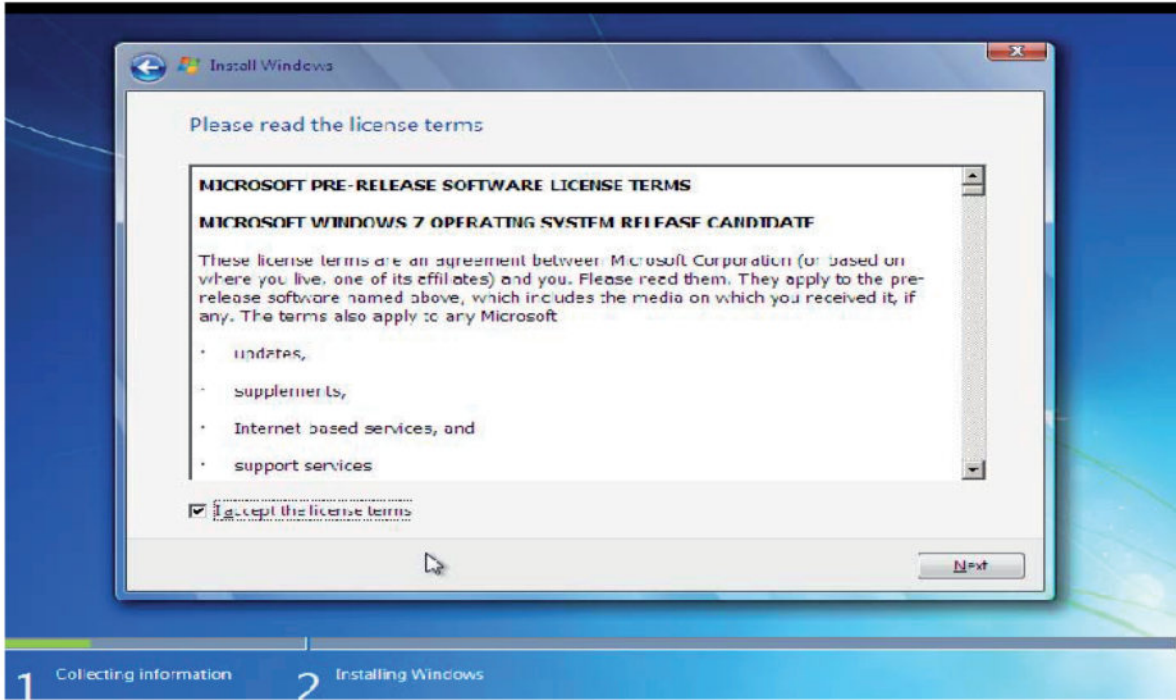 Install Windows
Please read the license terms
MICROSOFT PRE-RELEASE SOFTWARE LICENSE TERMS
MICROSOFT WINDOWS 7 OPERATING SYSTEM RELEASE CANDIDATE
These license terms are an agreement between Microsoft Corporation (or based on
where you live, one of its affiliates) and you. Please read them. They apply to the pre-
release software named above, which includes the media on which you received it, if
any. The terms also apply to any Microsoft
· updates,
· supplements,
· Internet based services, and
· support services
I accept the license terms
Next
1 Collecting information
2 Installing Windows